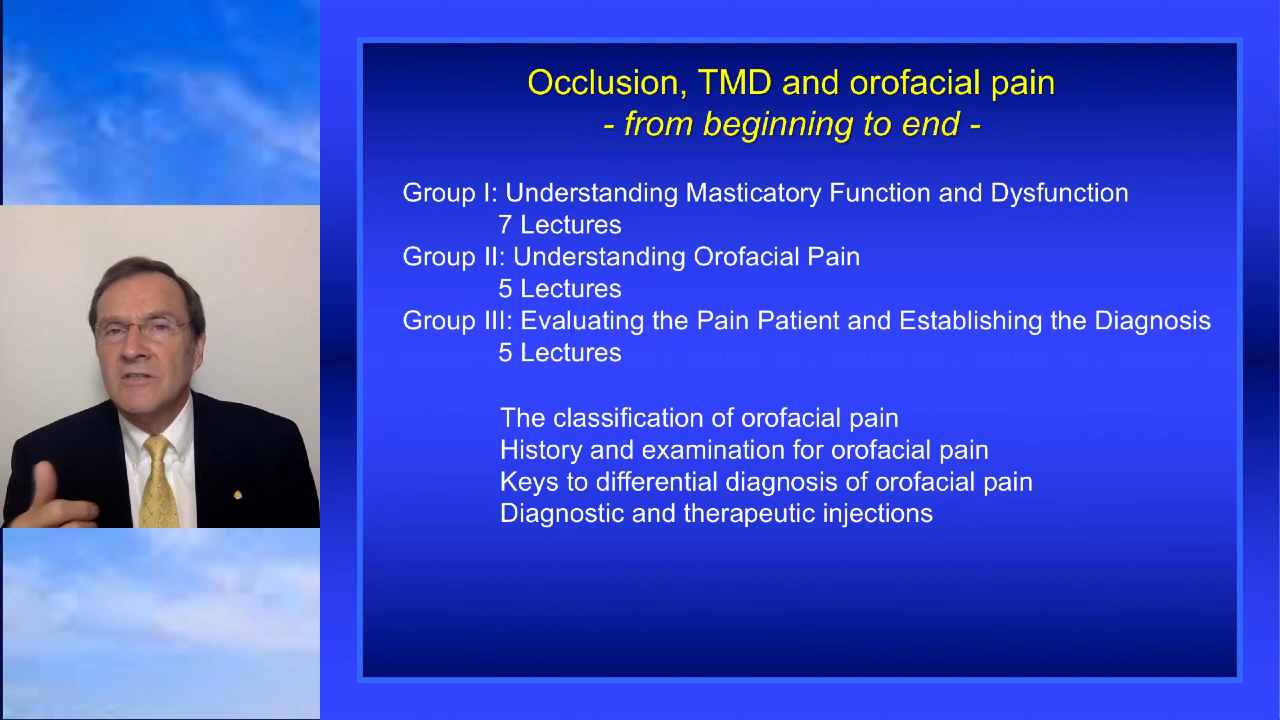 Occlusion, TMD and orofacial pain
- from beginning to end -
Group I: Understanding Masticatory Function and Dysfunction
7 Lectures
Group II: Understanding Orofacial Pain
5 Lectures
Group III: Evaluating the Pain Patient and Establishing the Diagnosis
5 Lectures
The classification of orofacial pain
History and examination for orofacial pain
Keys to differential diagnosis of orofacial pain
Diagnostic and therapeutic injections